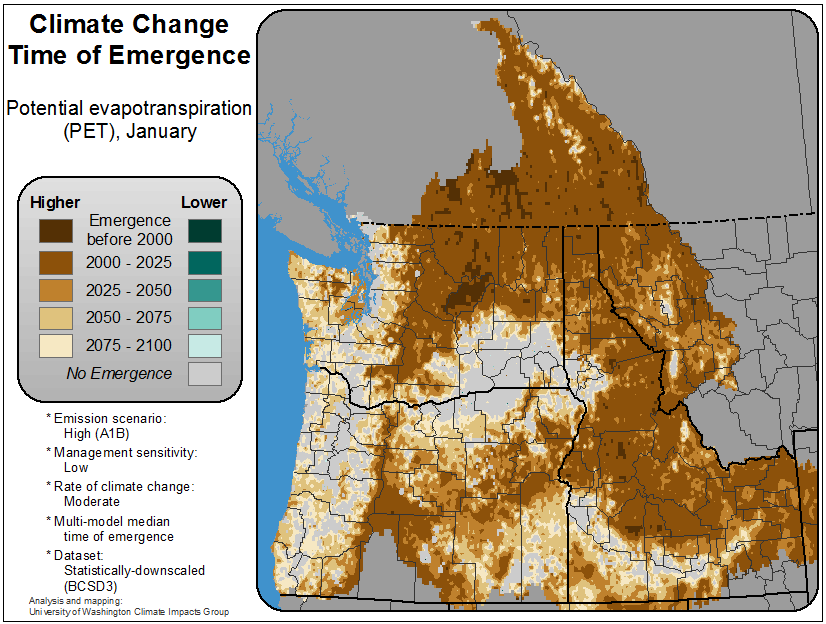 Climate Change
Time of Emergence
Potential evapotranspiration
(PET), January
Higher Lower
Emergence
before 2000
2000 - 2025
2025 - 2050
2050 - 2075
2075 - 2100
No Emergence
* Emission scenario:
High (A1B)
* Management sensitivity:
Low
* Rate of climate change:
Moderate
* Multi-model median
time of emergence
* Dataset:
Statistically-downscaled
(BCSD3)
Analysis and mapping:
University of Washington Climate Impacts Group